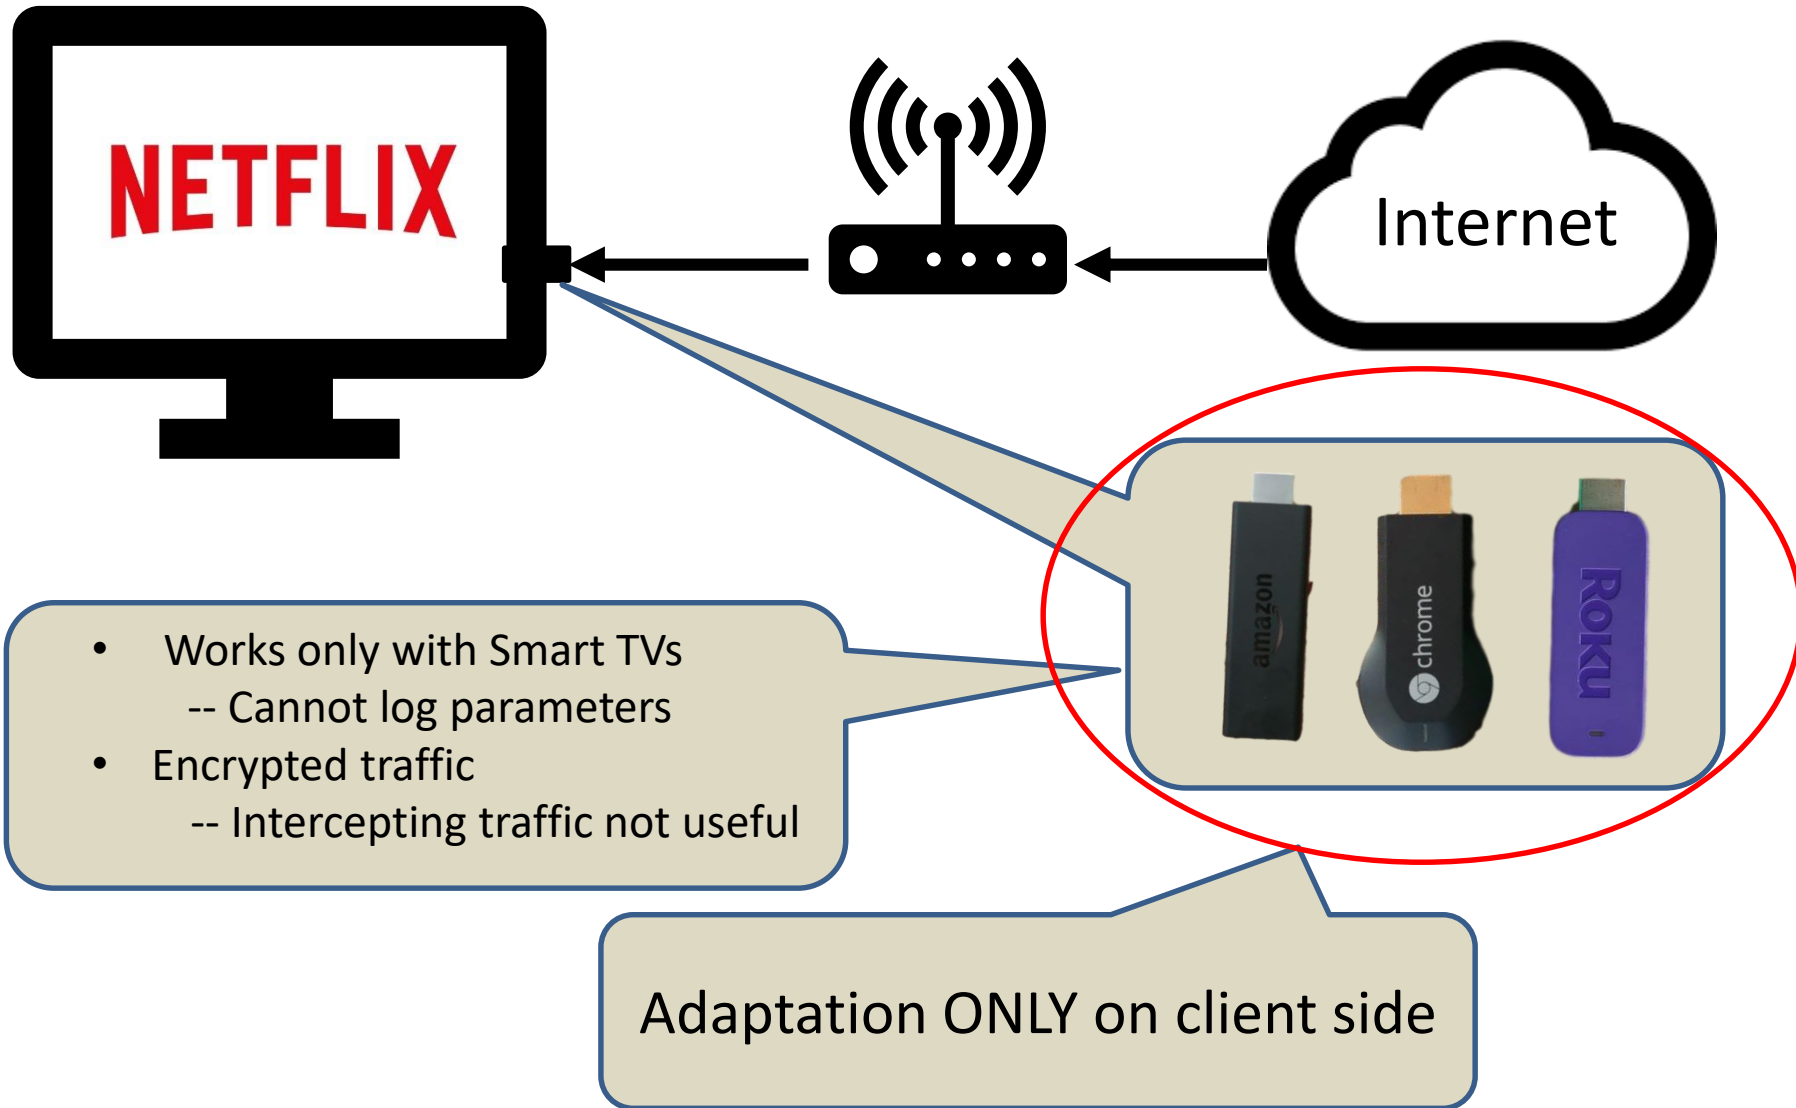 NETFLIX
Internet
amazon
chrome
ROKU
• Works only with Smart TVs
-- Cannot log parameters
• Encrypted traffic
-- Intercepting traffic not useful
Adaptation ONLY on client side